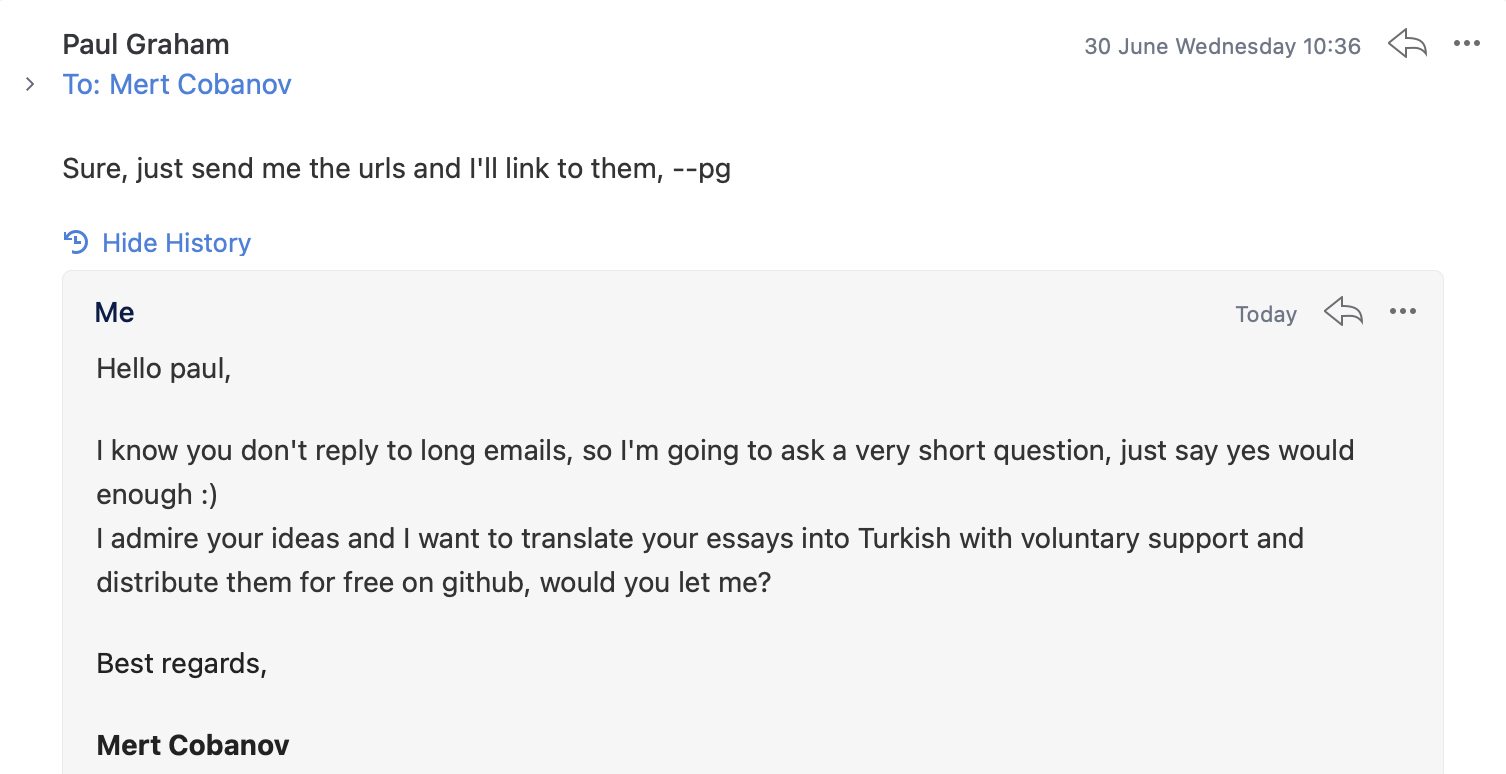 Paul Graham
30 June Wednesday 10:36
To: Mert Cobanov
Sure, just send me the urls and I'll link to them, --pg
Hide History
Me
Today
Hello paul,
I know you don't reply to long emails, so I'm going to ask a very short question, just say yes would
enough :)
I admire your ideas and I want to translate your essays into Turkish with voluntary support and
distribute them for free on github, would you let me?
Best regards,
Mert Cobanov